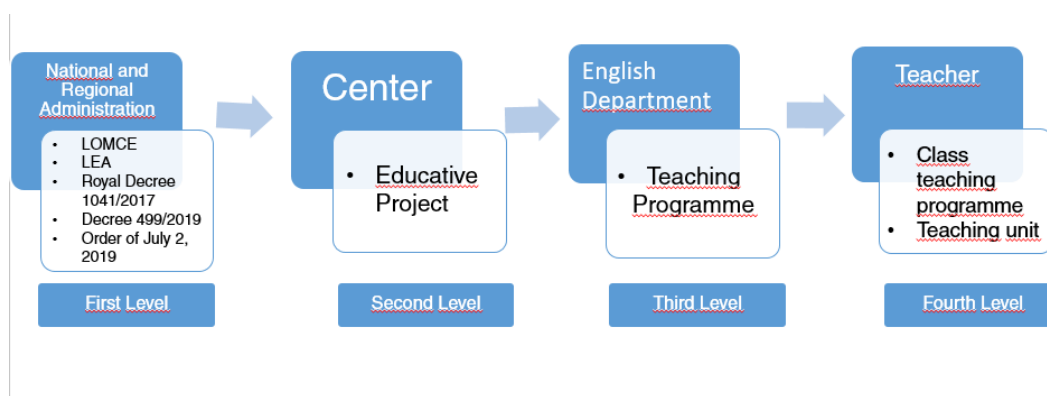 National and
Regional
Administration
• LOMCE
• LEA
• Royal Decree
1041/2017
• Decree 499/2019
• Order of July 2,
2019
First Level
Center
• Educative
Project
Second Level
English
Department
• Teaching
Programme
Third Level
Teacher
• Class
teaching
programme
• Teaching unit
Fourth Level